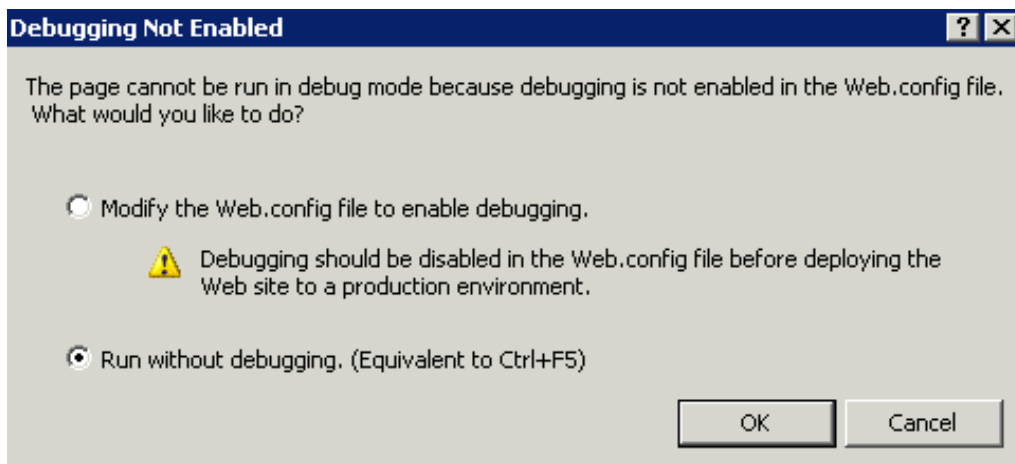 Debugging Not Enabled
The page cannot be run in debug mode because debugging is not enabled in the Web.config file.
What would you like to do?
Modify the Web.config file to enable debugging.
Debugging should be disabled in the Web.config file before deploying the
Web site to a production environment.
Run without debugging. (Equivalent to Ctrl+F5)
OK Cancel